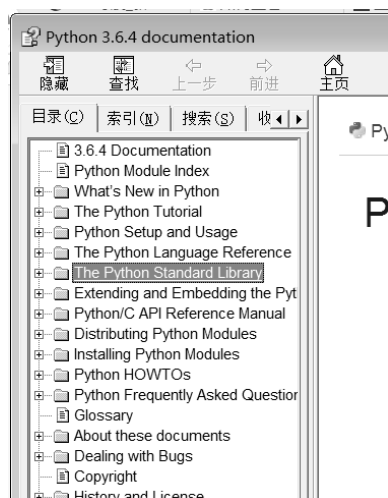 Python 3.6.4 documentation
隐藏 查找 上一步 前进 主页
目录(C) 索引(N) 搜索(S) 收
3.6.4 Documentation
Python Module Index
What's New in Python
The Python Tutorial
Python Setup and Usage
The Python Language Reference
The Python Standard Library
Extending and Embedding the Pyt
Python/C API Reference Manual
Distributing Python Modules
Installing Python Modules
Python HOWTOs
Python Frequently Asked Question
Glossary
About these documents
Dealing with Bugs
Copyright
History and License
Py
P